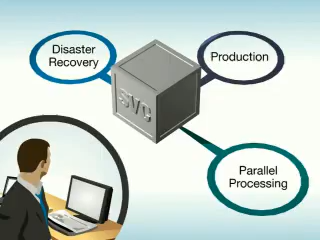 Disaster
Recovery
Production
SVC
Parallel
Processing